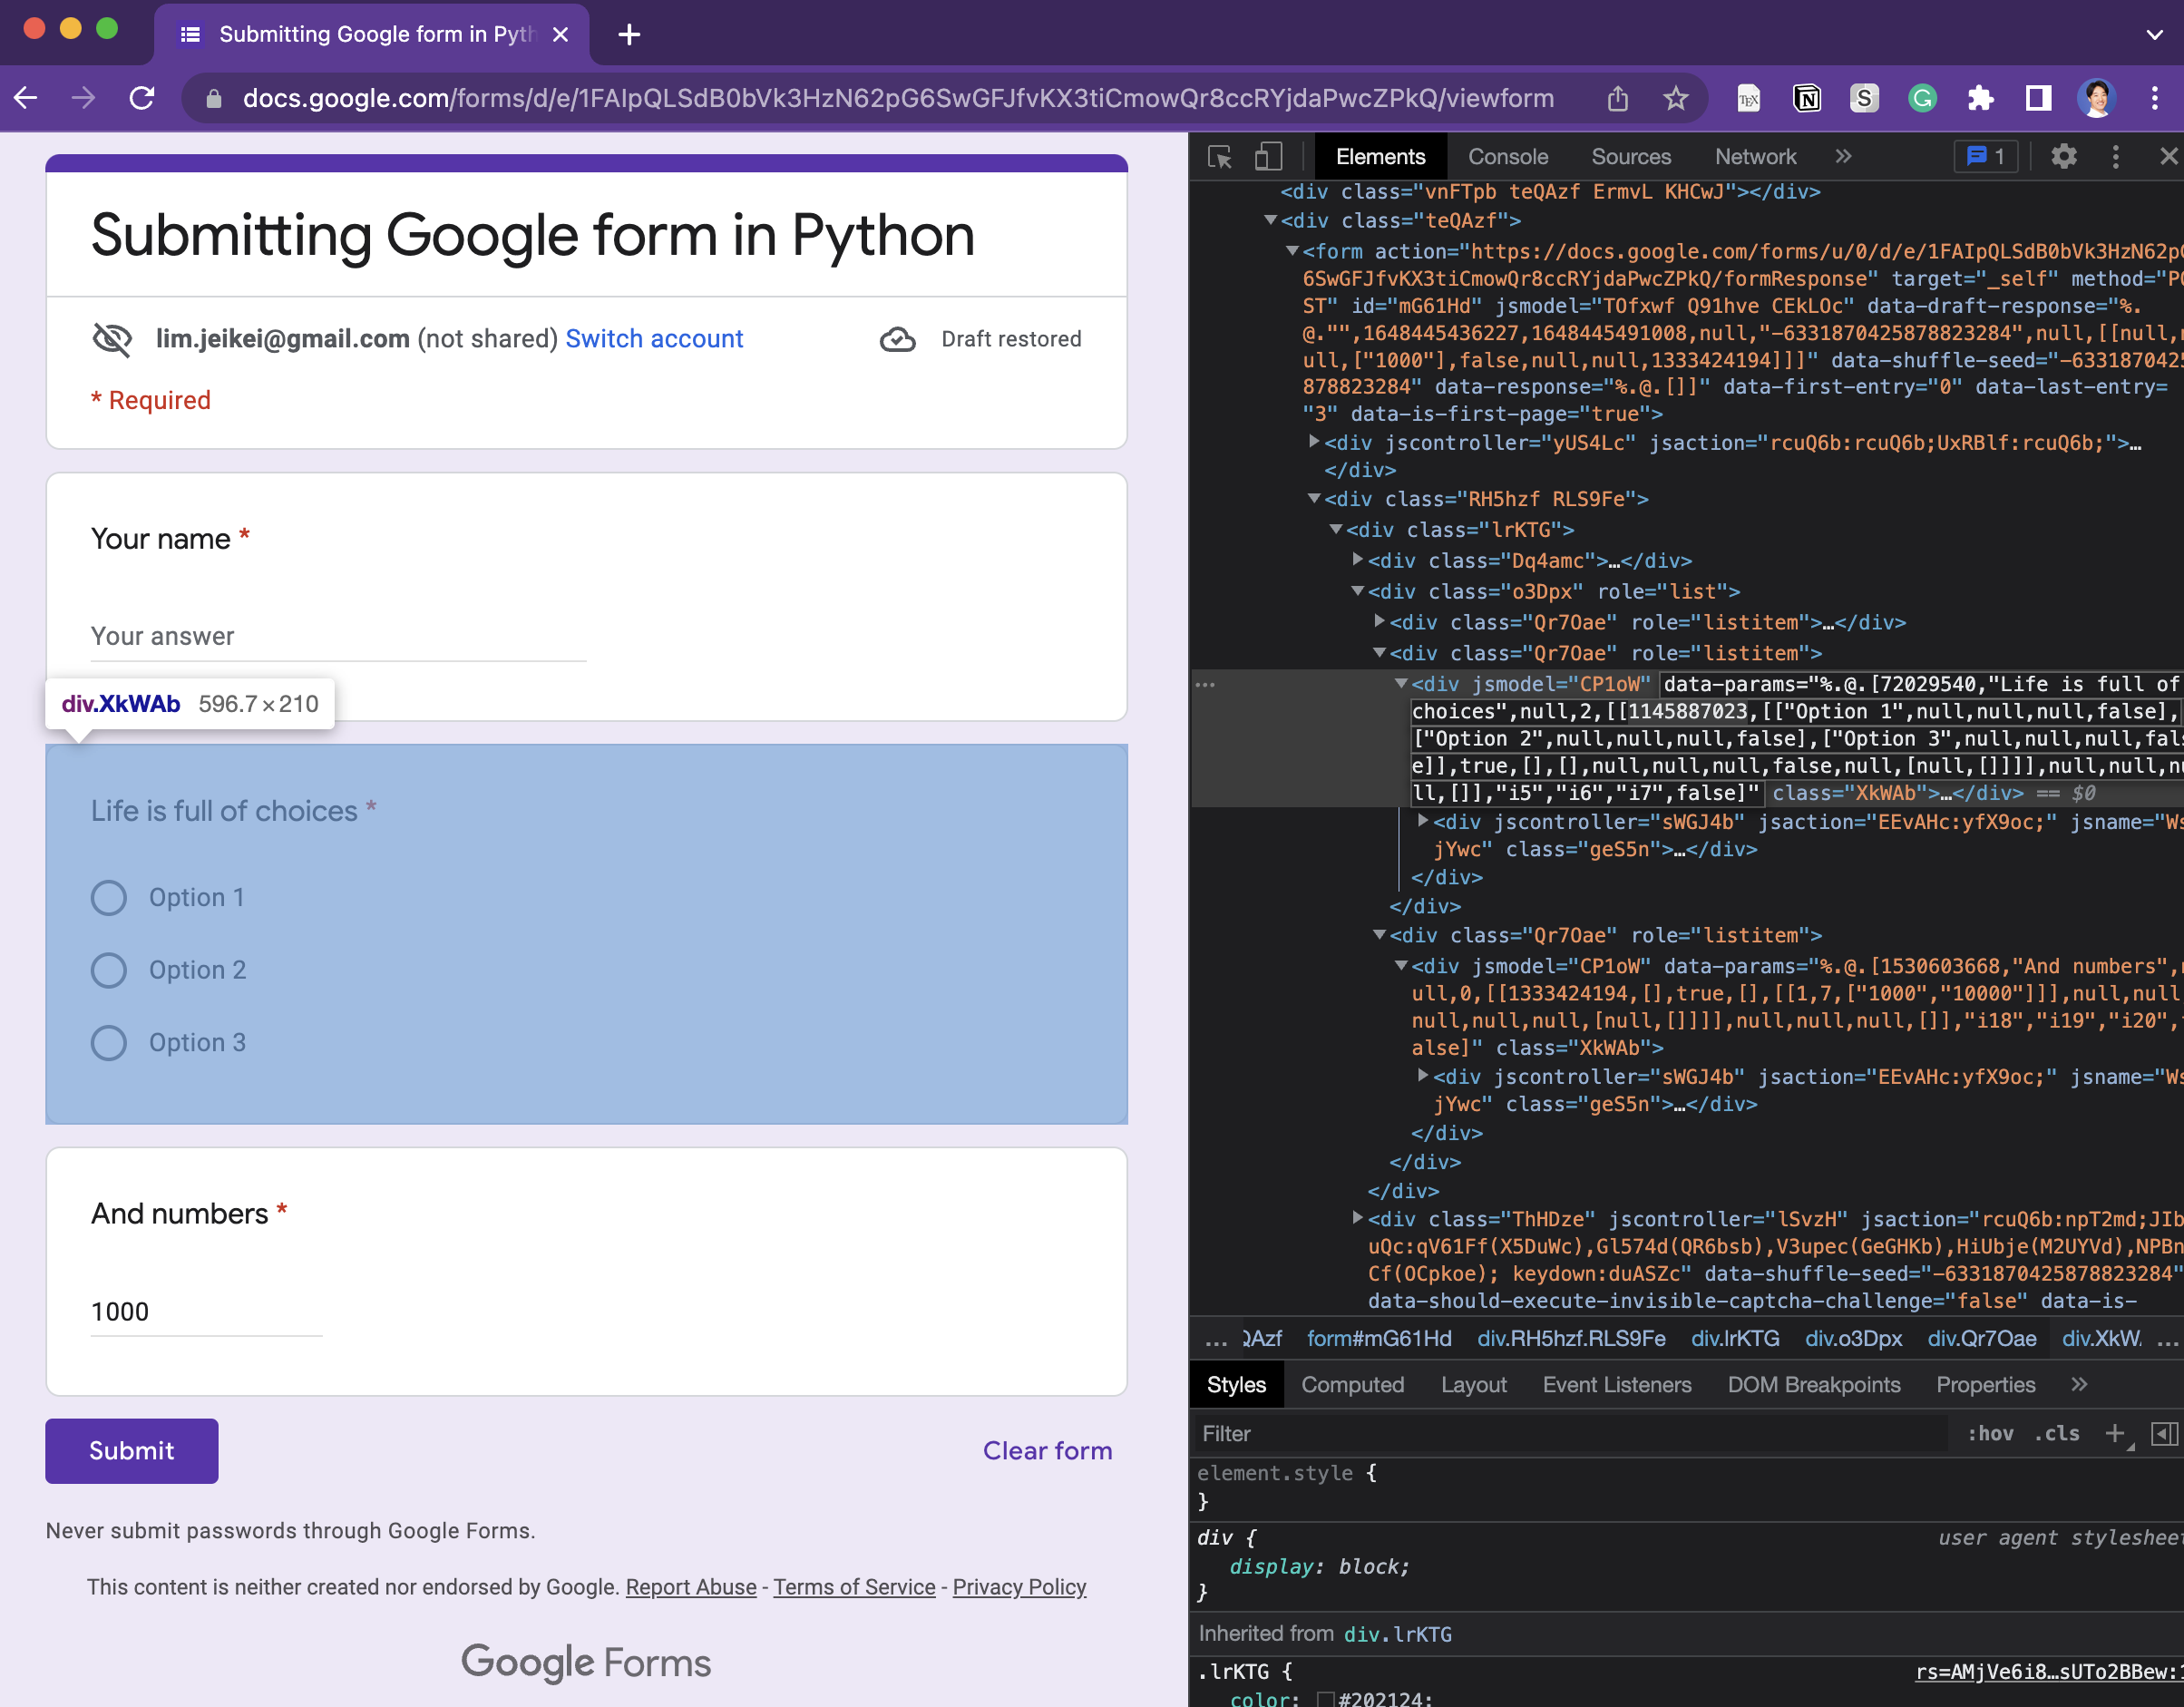 Submitting Google form in Pyth
docs.google.com/forms/d/e/1FAIpQLSdB0bVk3HzN62pG6SwGFJfvKX3tiCmowQr8ccRYjdaPwcZPkQ/viewform
Submitting Google form in Python
lim.jeikei@gmail.com (not shared) Switch account
Draft restored
* Required
Your name *
Your answer
div.XkWAb 596.7×210
Life is full of choices *
Option 1
Option 2
Option 3
And numbers *
1000
Submit
Clear form
Never submit passwords through Google Forms.
This content is neither created nor endorsed by Google. Report Abuse - Terms of Service - Privacy Policy
Google Forms
Elements Console Sources Network » 1
<div class="vnFTpb teQAzf ErmvL KHCwJ"></div>
<div class="teQAzf">
<form action="https://docs.google.com/forms/u/0/d/e/1FAIpQLSdB0bVk3HzN62p
6SwGFJfvKX3tiCmowQr8ccRYjdaPwcZPkQ/formResponse" target="_self" method="PO
ST" id="mG61Hd" jsmodel="TOfxwf Q91hve CEkLOc" data-draft-response="%.
@."",1648445436227,1648445491008,null,"-6331870425878823284",null,[[null,n
ull,["1000"],false,null,null,1333424194]]]" data-shuffle-seed="-6331870425
878823284" data-response="%.@.[]]" data-first-entry="0" data-last-entry=
"3" data-is-first-page="true">
<div jscontroller="yUS4Lc" jsaction="rcuQ6b:rcuQ6b;UxRBlf:rcuQ6b;">…
</div>
<div class="RH5hzf RLS9Fe">
<div class="lrKTG">
<div class="Dq4amc">…</div>
<div class="o3Dpx" role="list">
<div class="Qr7Oae" role="listitem">…</div>
<div class="Qr7Oae" role="listitem">
<div jsmodel="CP1oW" data-params="%.@.[72029540,"Life is full of
choices",null,2,[[1145887023,[["Option 1",null,null,null,false],
["Option 2",null,null,null,false],["Option 3",null,null,null,fals
e]],true,[],[],null,null,null,false,null,[null,[]]]],null,null,nu
ll,[]],"i5","i6","i7",false]" class="XkWAb">…</div> == $0
<div jscontroller="sWGJ4b" jsaction="EEvAHc:yfX9oc;" jsname="Ws
jYwc" class="geS5n">…</div>
</div>
</div>
<div class="Qr7Oae" role="listitem">
<div jsmodel="CP1oW" data-params="%.@.[1530603668,"And numbers",n
ull,0,[[1333424194,[],true,[],[[1,7,["1000","10000"]]],null,null
null,null,null,[null,[]]]],null,null,null,[]],"i18","i19","i20",f
alse]" class="XkWAb">
<div jscontroller="sWGJ4b" jsaction="EEvAHc:yfX9oc;" jsname="Ws
jYwc" class="geS5n">…</div>
</div>
</div>
</div>
<div class="ThHDze" jscontroller="lSvzH" jsaction="rcuQ6b:npT2md;JIb
uQc:qV61Ff(X5DuWc),Gl574d(QR6bsb),V3upec(GeGHKb),HiUbje(M2UYVd),NPBn
Cf(OCpkoe); keydown:duASZc" data-shuffle-seed="-6331870425878823284"
data-should-execute-invisible-captcha-challenge="false" data-is-
… QAzf form#mG61Hd div.RH5hzf.RLS9Fe div.lrKTG div.o3Dpx div.Qr7Oae div.XkW. …
Styles Computed Layout Event Listeners DOM Breakpoints Properties »
Filter :hov .cls +
element.style {
}
div { user agent stylesheet
display: block;
}
Inherited from div.lrKTG
.lrKTG { rs=AMjVe6i8…sUTo2BBew:1
color: #202124;